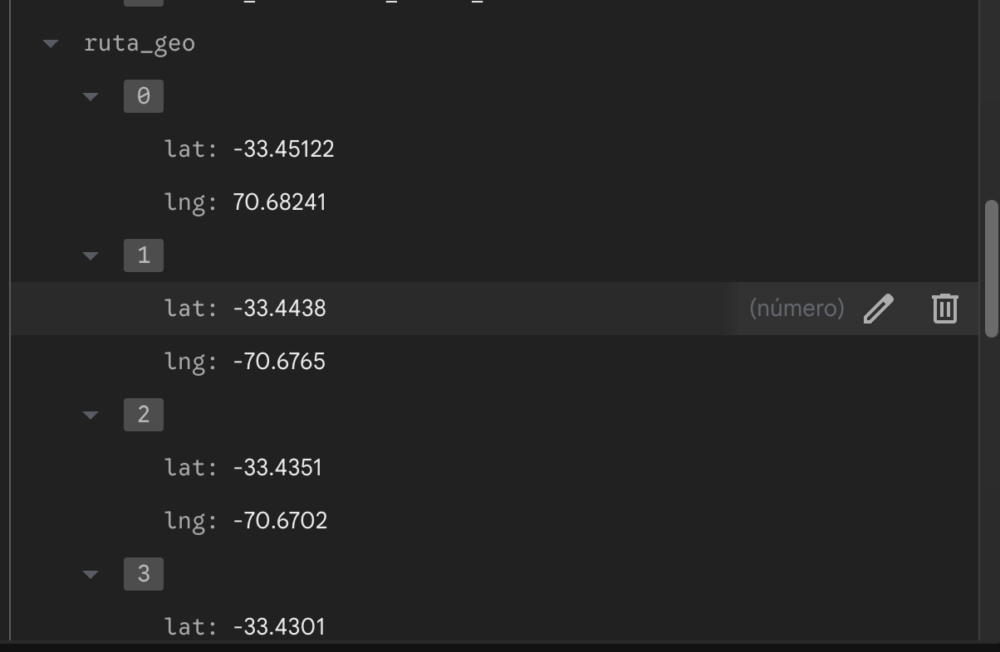 ruta_geo
0
lat: -33.45122
lng: 70.68241
1
lat: -33.4438 (número)
lng: -70.6765
2
lat: -33.4351
lng: -70.6702
3
lat: -33.4301